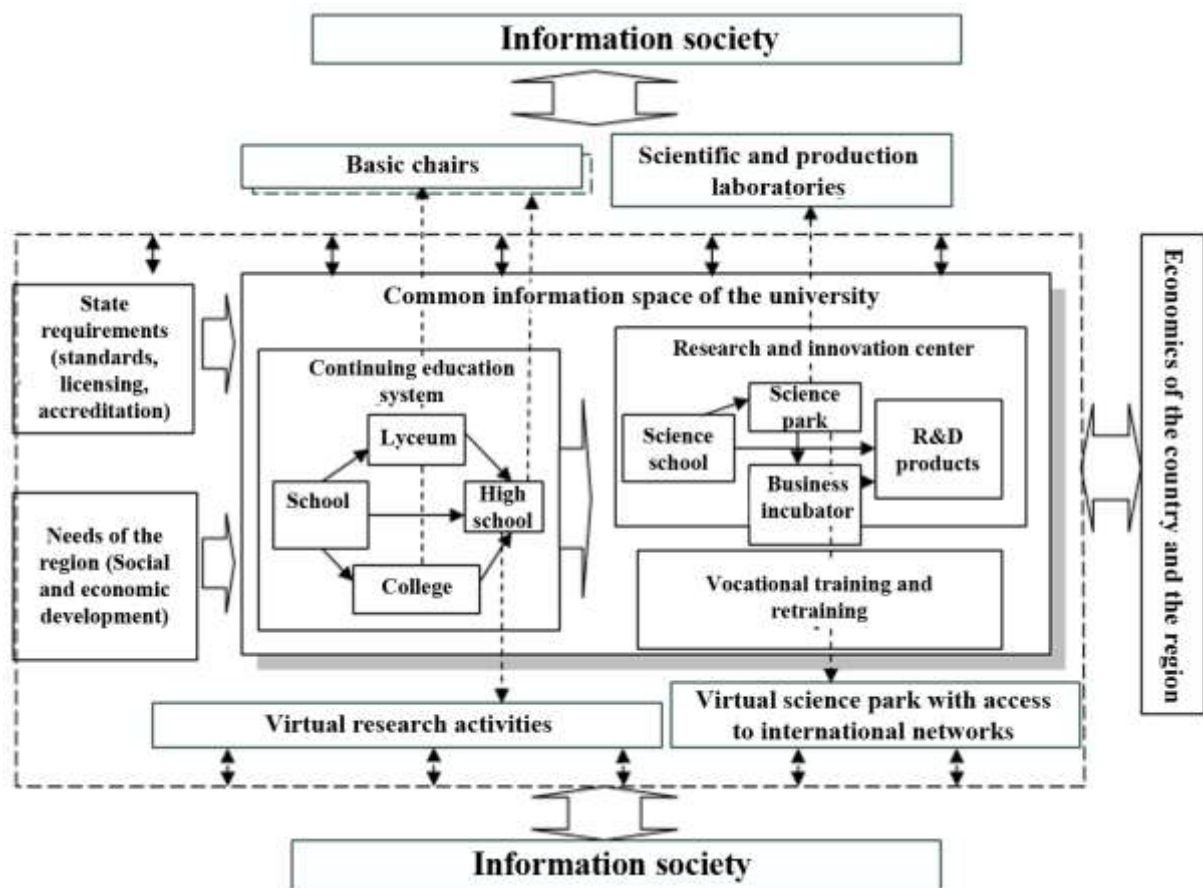 Information society
Basic chairs
Scientific and production
laboratories
State
requirements
(standards,
licensing,
accreditation)
Needs of the
region (Social
and economic
development)
Common information space of the university
Continuing education
system
Lyceum
School
High
school
College
Research and innovation center
Science
park
Science
school
R&D
products
Business
incubator
Vocational training and
retraining
Economics of the country and the region
Virtual research activities
Virtual science park with access
to international networks
Information society